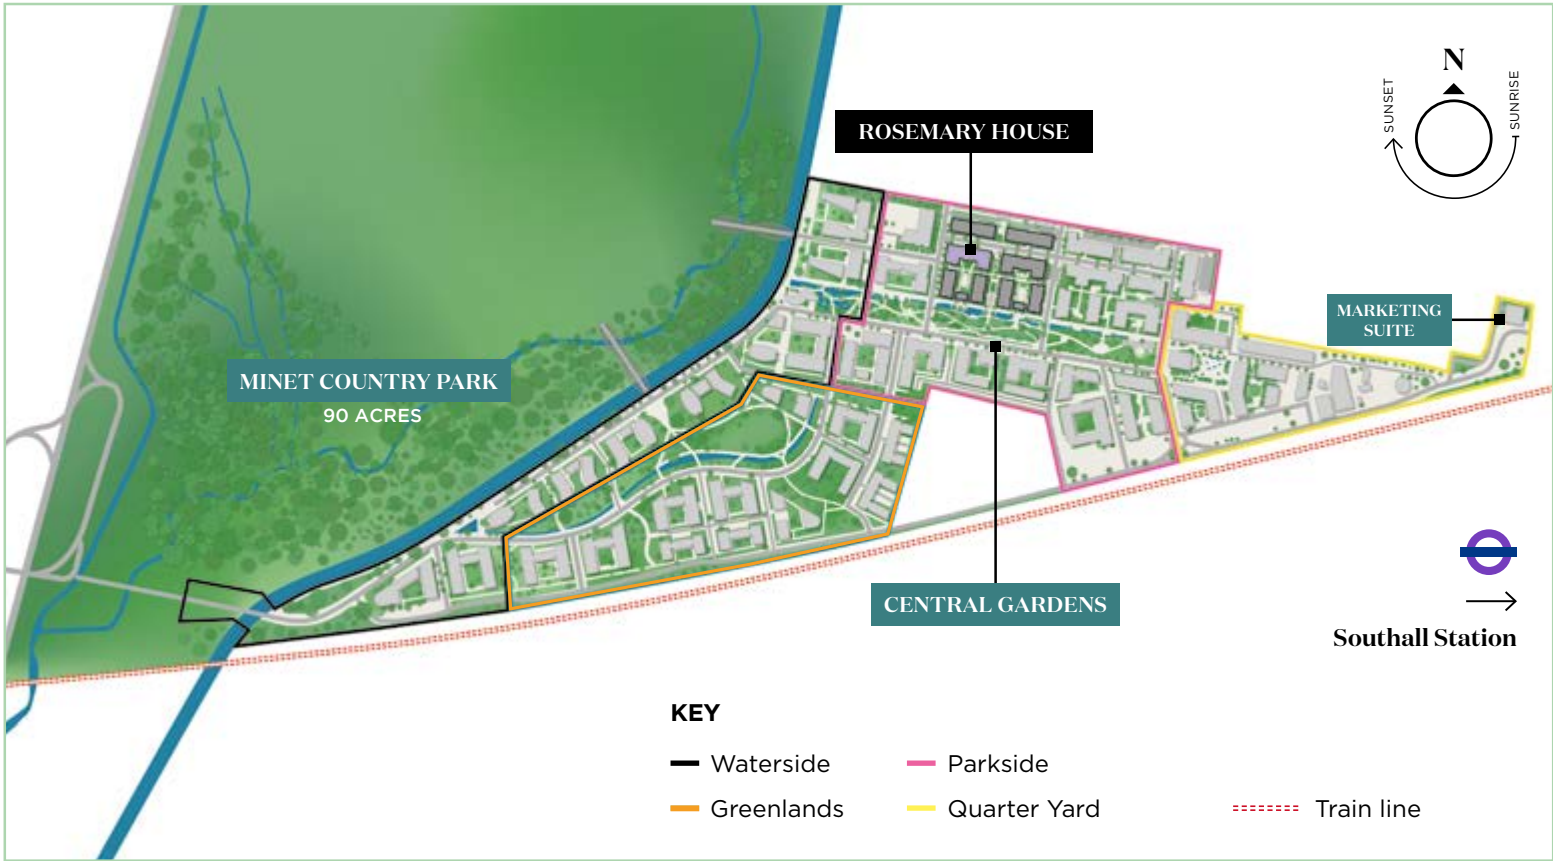 N
SUNSET
SUNRISE
ROSEMARY HOUSE
MARKETING
SUITE
MINET COUNTRY PARK
90 ACRES
CENTRAL GARDENS
Southall Station
KEY
Waterside
Parkside
Greenlands
Quarter Yard
Train line